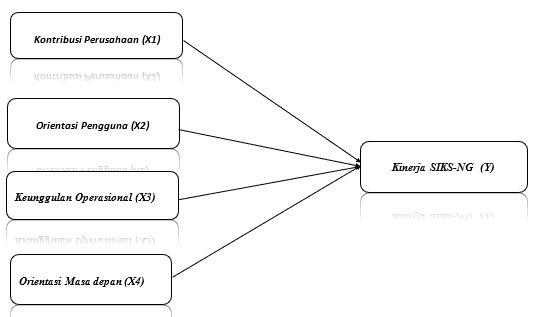 Kontribusi Perusahaan (X1)
Orientasi Pengguna (X2)
Keunggulan Operasional (X3)
Orientasi Masa depan (X4)
Kinerja SIKS-NG (Y)